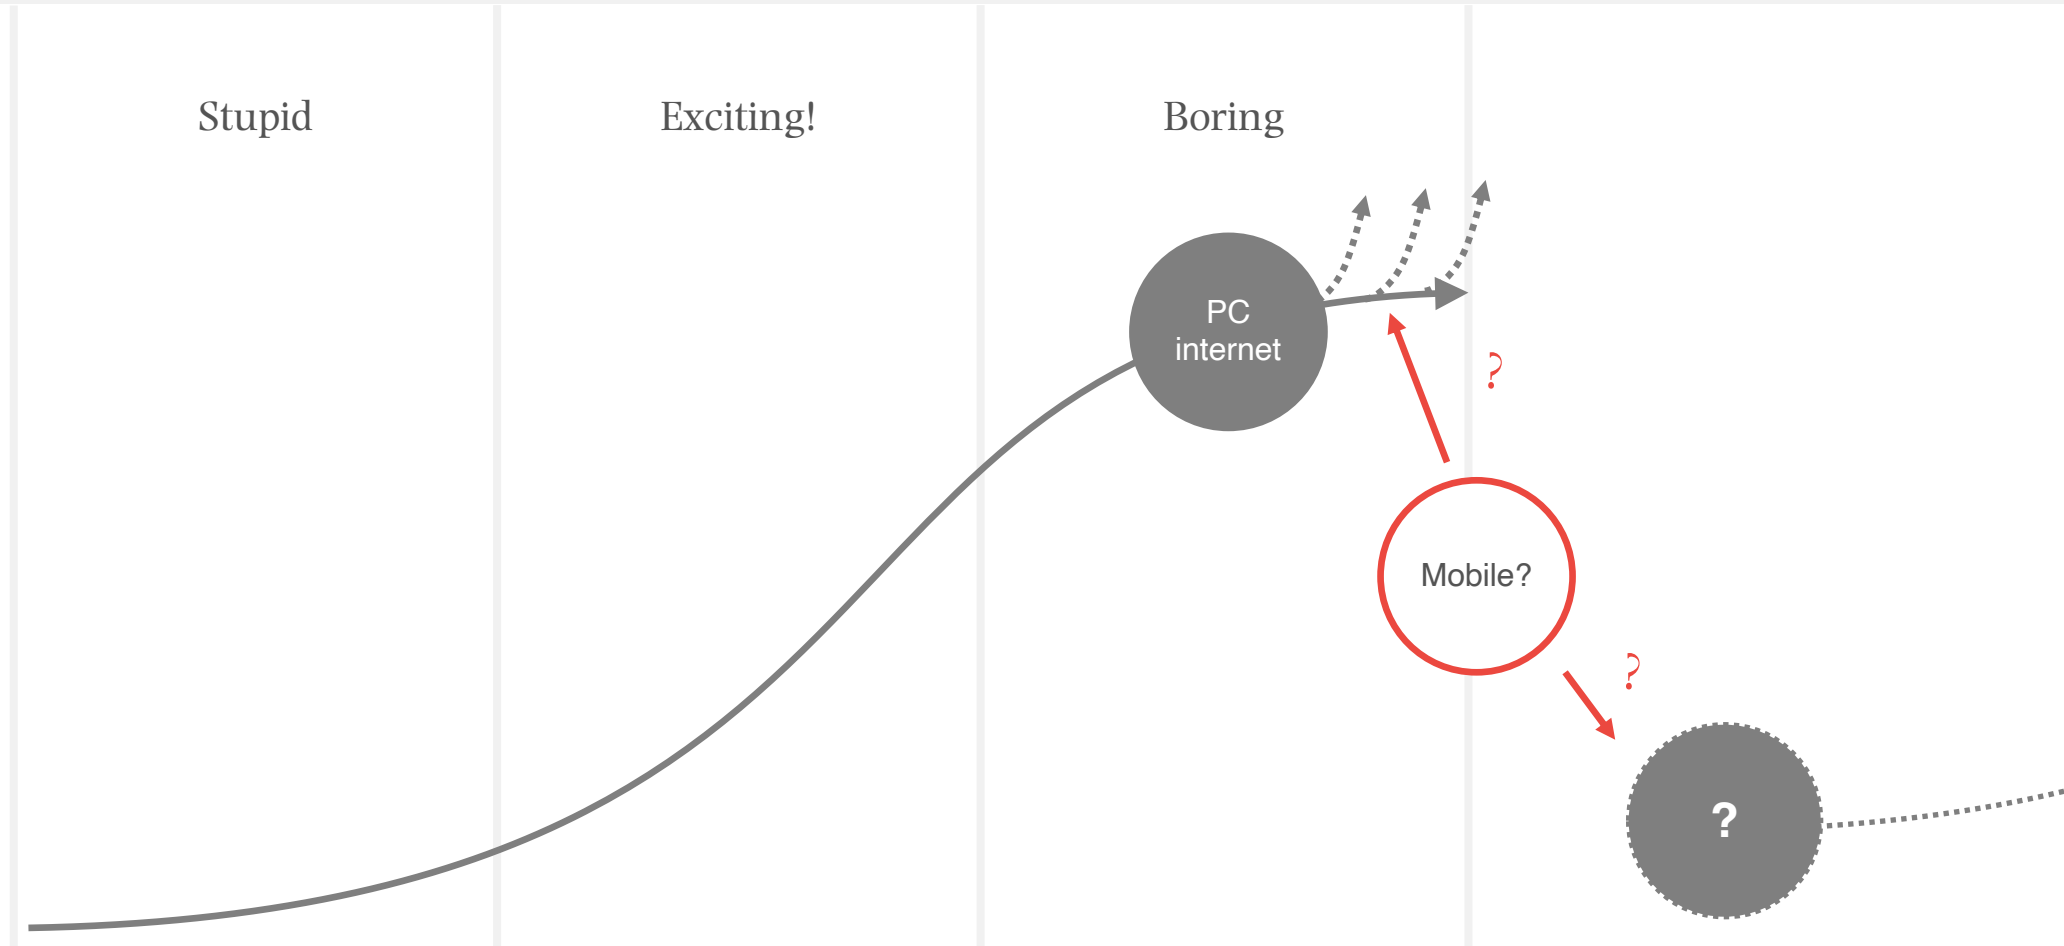 Stupid
Exciting!
Boring
PC
internet
?
Mobile?
?
?